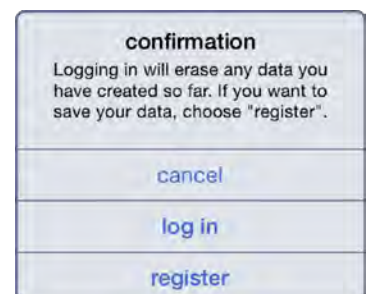 confirmation
Logging in will erase any data you
have created so far. If you want to
save your data, choose "register".
cancel
log in
register